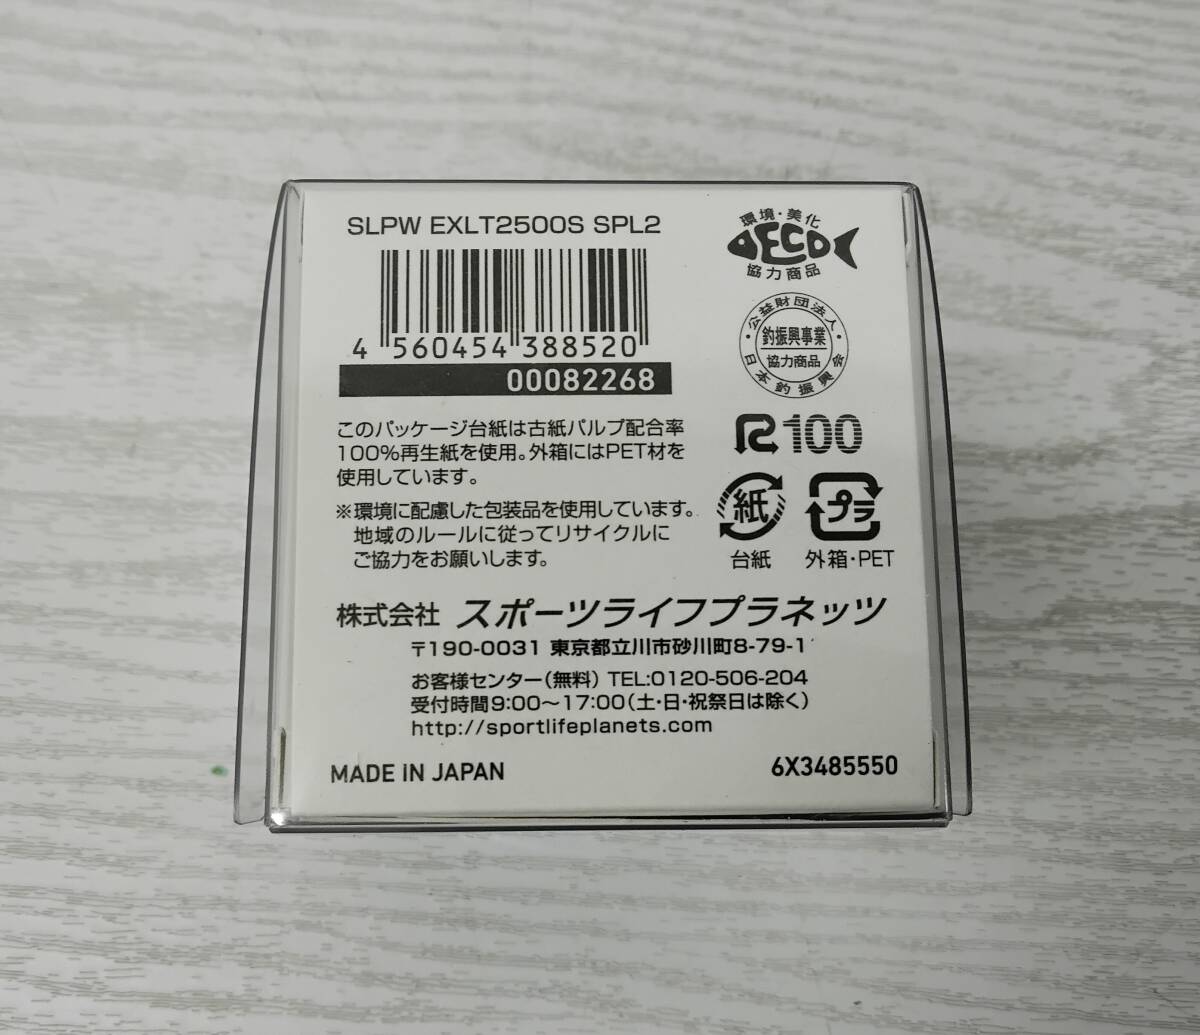 SLPW EXLT2500S SPL2
4 560454 388520
00082268
環境・美化
ECO
協力商品
公益財団法人
釣振興事業
協力商品
日本釣振興会
R100
このパッケージ台紙は古紙パルプ配合率
100%再生紙を使用。外箱にはPET材を
使用しています。
※環境に配慮した包装品を使用しています。
地域のルールに従ってリサイクルに
ご協力をお願いします。
紙
台紙
プラ
外箱・PET
株式会社 スポーツライフプラネッツ
〒190-0031 東京都立川市砂川町8-79-1
お客様センター(無料) TEL:0120-506-204
受付時間9:00〜17:00(土・日・祝祭日は除く)
http://sportlifeplanets.com
MADE IN JAPAN
6X3485550